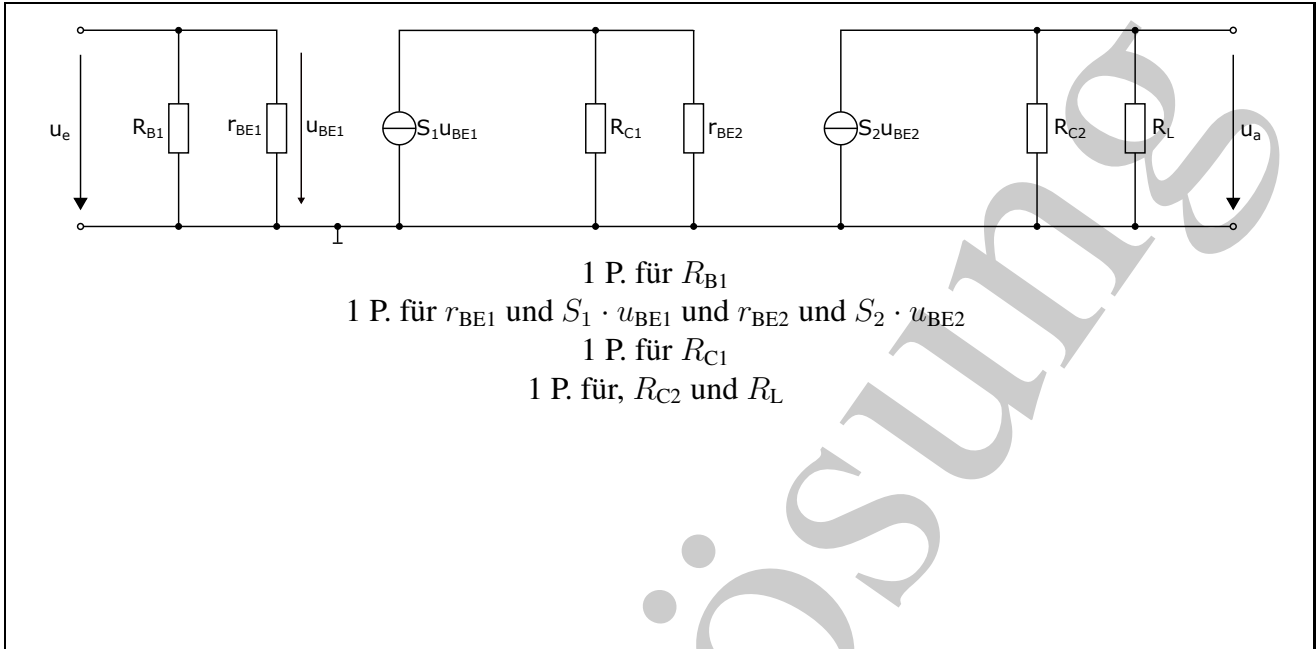 u_e R_B1 r_BE1 u_BE1 S_1u_BE1 R_C1 r_BE2 S_2u_BE2 R_C2 R_L u_a
1 P. für R_B1
1 P. für r_BE1 und S_1 · u_BE1 und r_BE2 und S_2 · u_BE2
1 P. für R_C1
1 P. für, R_C2 und R_L
ösung